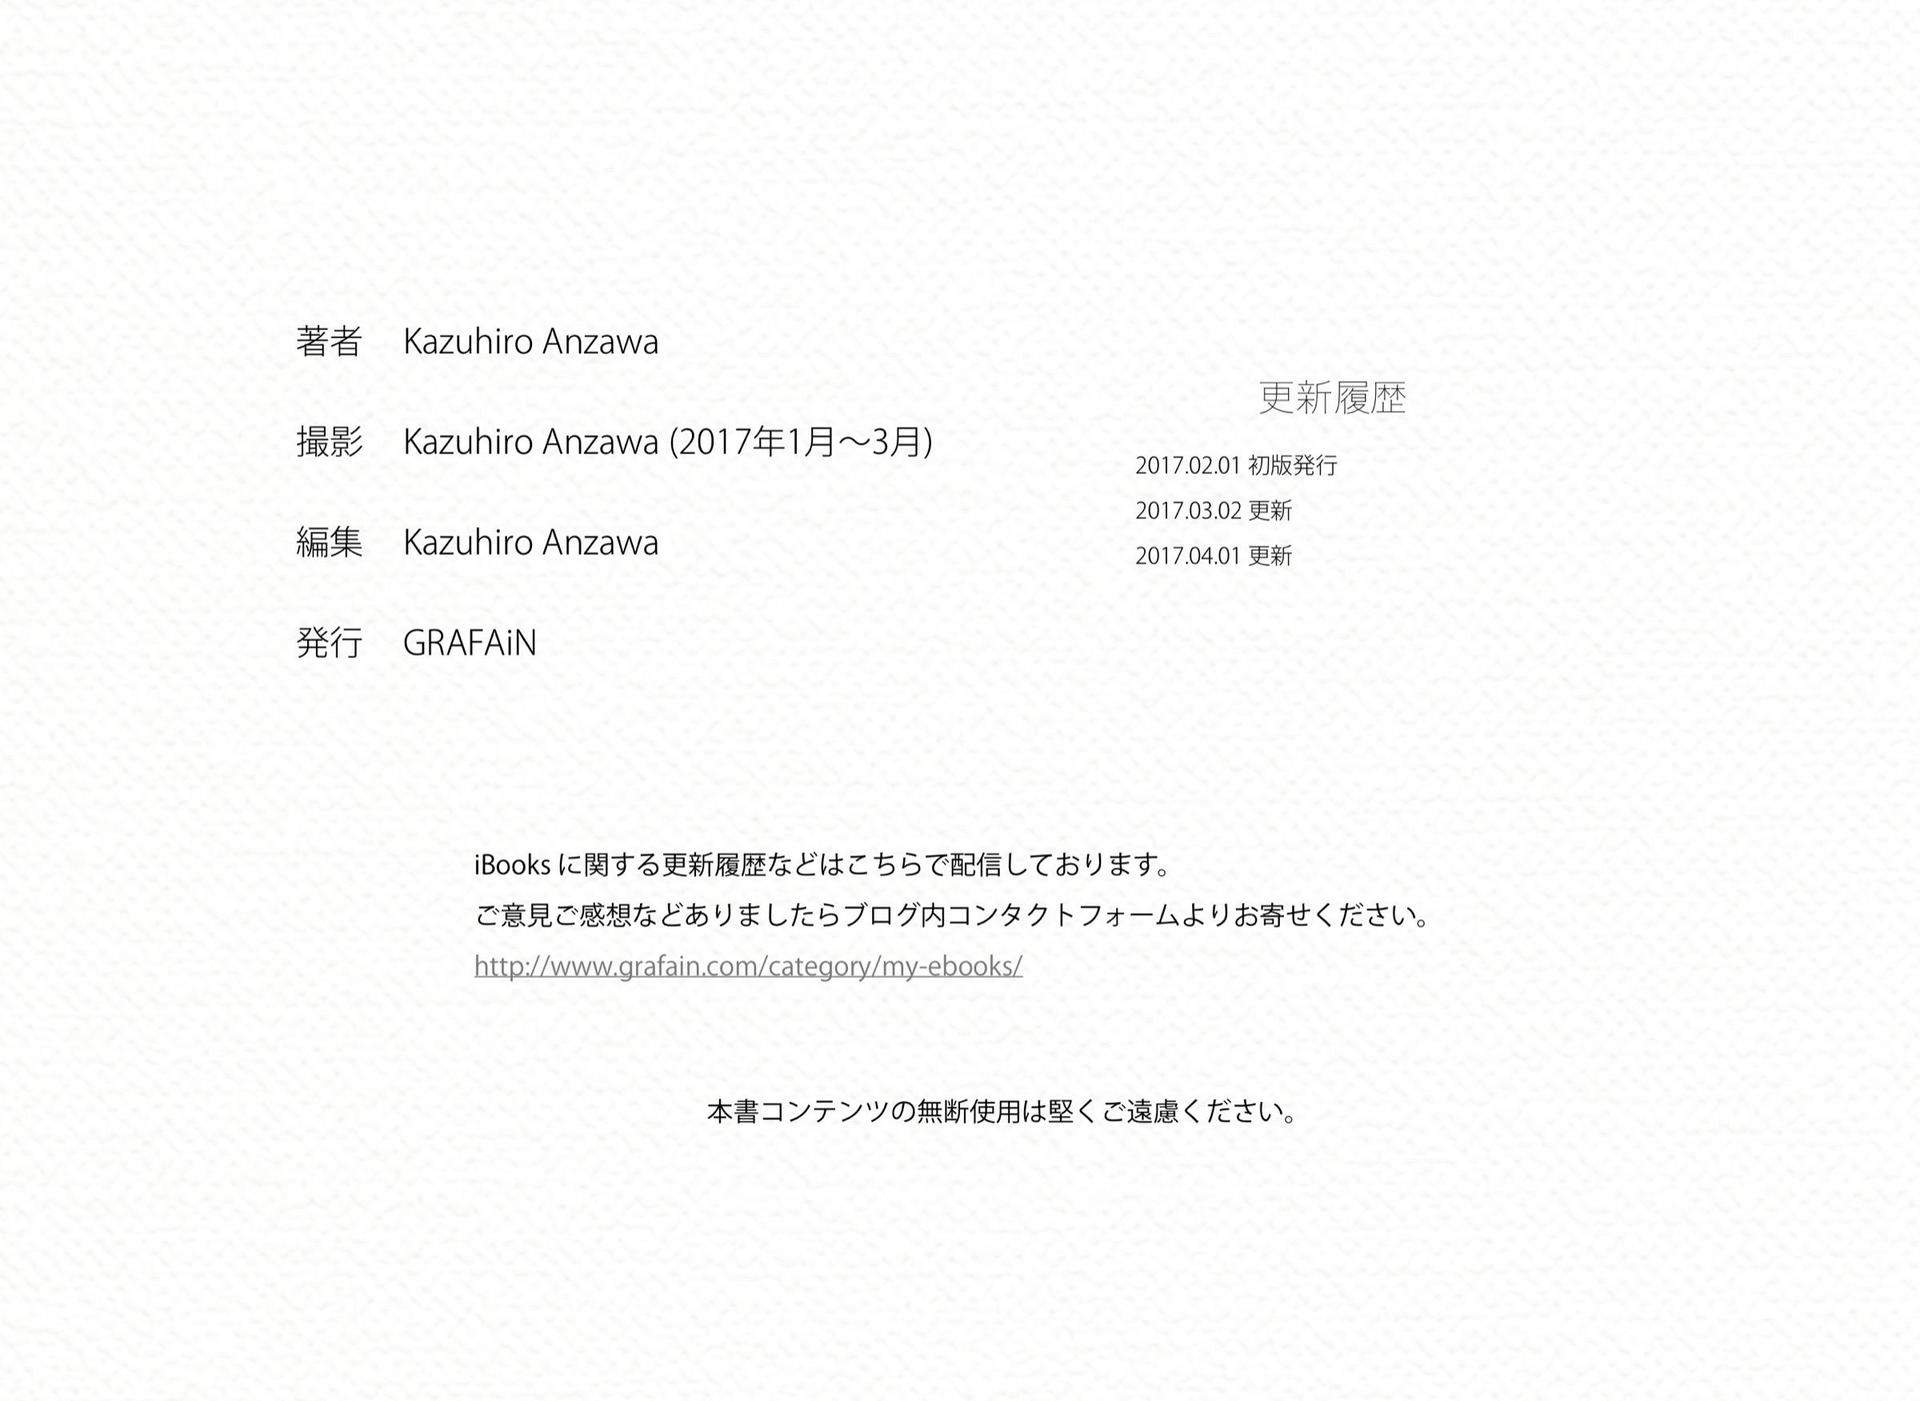 著者 Kazuhiro Anzawa
撮影 Kazuhiro Anzawa (2017年1月〜3月)
編集 Kazuhiro Anzawa
発行 GRAFAiN
更新履歴
2017.02.01 初版発行
2017.03.02 更新
2017.04.01 更新
iBooks に関する更新履歴などはこちらで配信しております。
ご意見ご感想などありましたらブログ内コンタクトフォームよりお寄せください。
http://www.grafain.com/category/my-ebooks/
本書コンテンツの無断使用は堅くご遠慮ください。